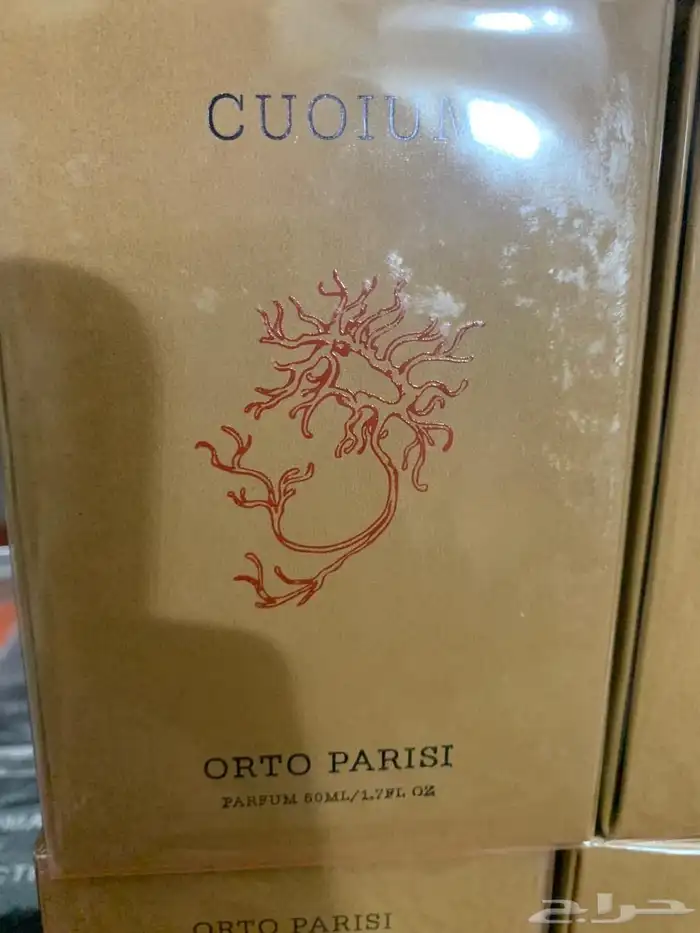 CUOIUM
ORTO PARISI
PARFUM 50ML/1.7FL OZ
ORTO PARISI
حراج